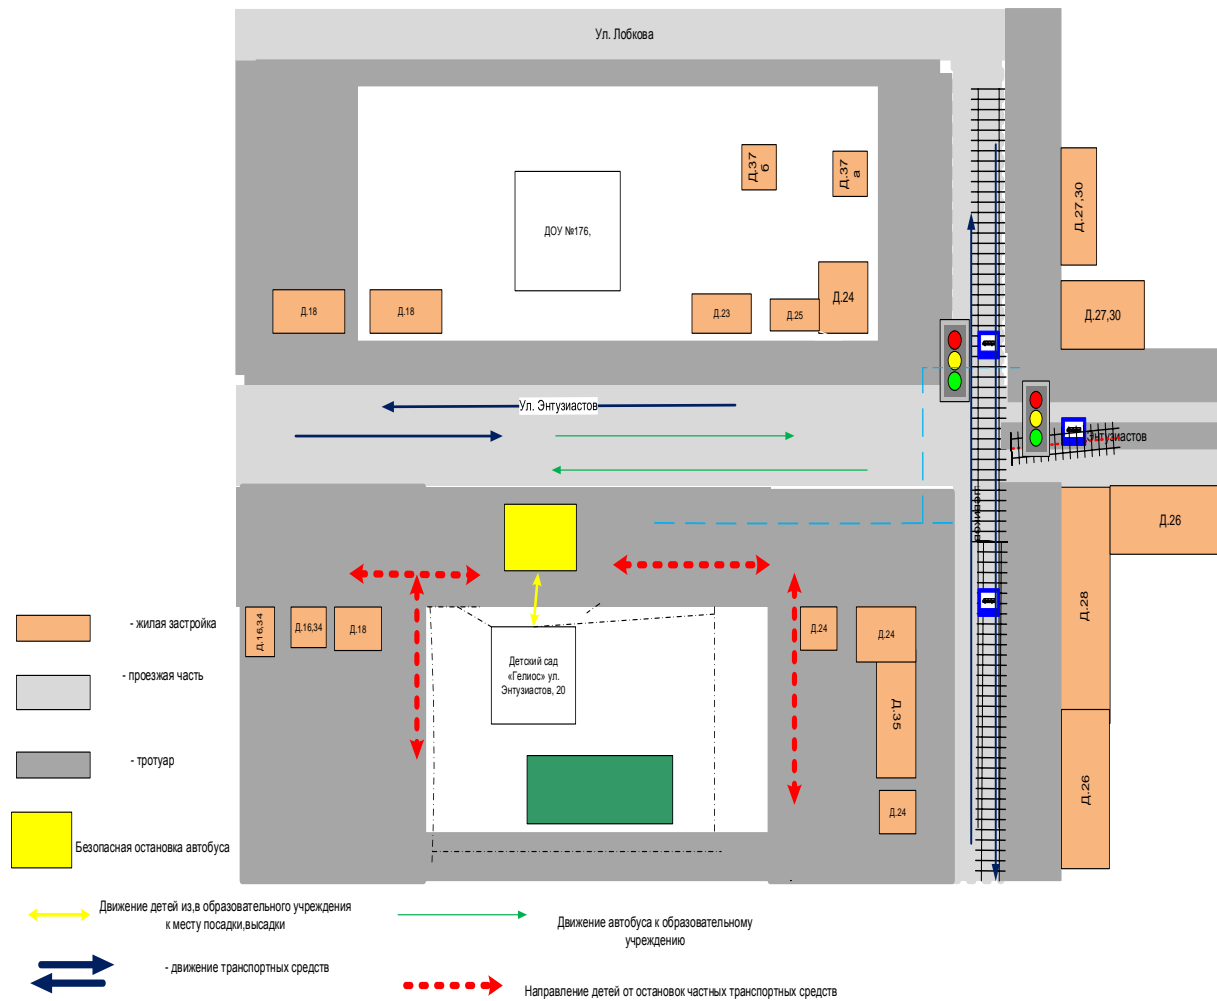 Ул. Лобкова
Д.37 б
Д.37 а
Д.27,30
ДОУ №176,
Д.24
Д.18
Д.18
Д.23
Д.25
Д.27,30
Ул. Энтузиастов
Энтузиастов
Д.26
Д.28
Д.16,34
Д.16,34
Д.18
Д.24
Д.24
- жилая застройка
Детский сад
«Гелиос» ул.
Энтузиастов, 20
- проезжая часть
Д.35
- тротуар
Д.26
Д.24
Безопасная остановка автобуса
Движение детей из,в образовательного учреждения
к месту посадки,высадки
Движение автобуса к образовательному
учреждению
- движение транспортных средств
Направление детей от остановок частных транспортных средств